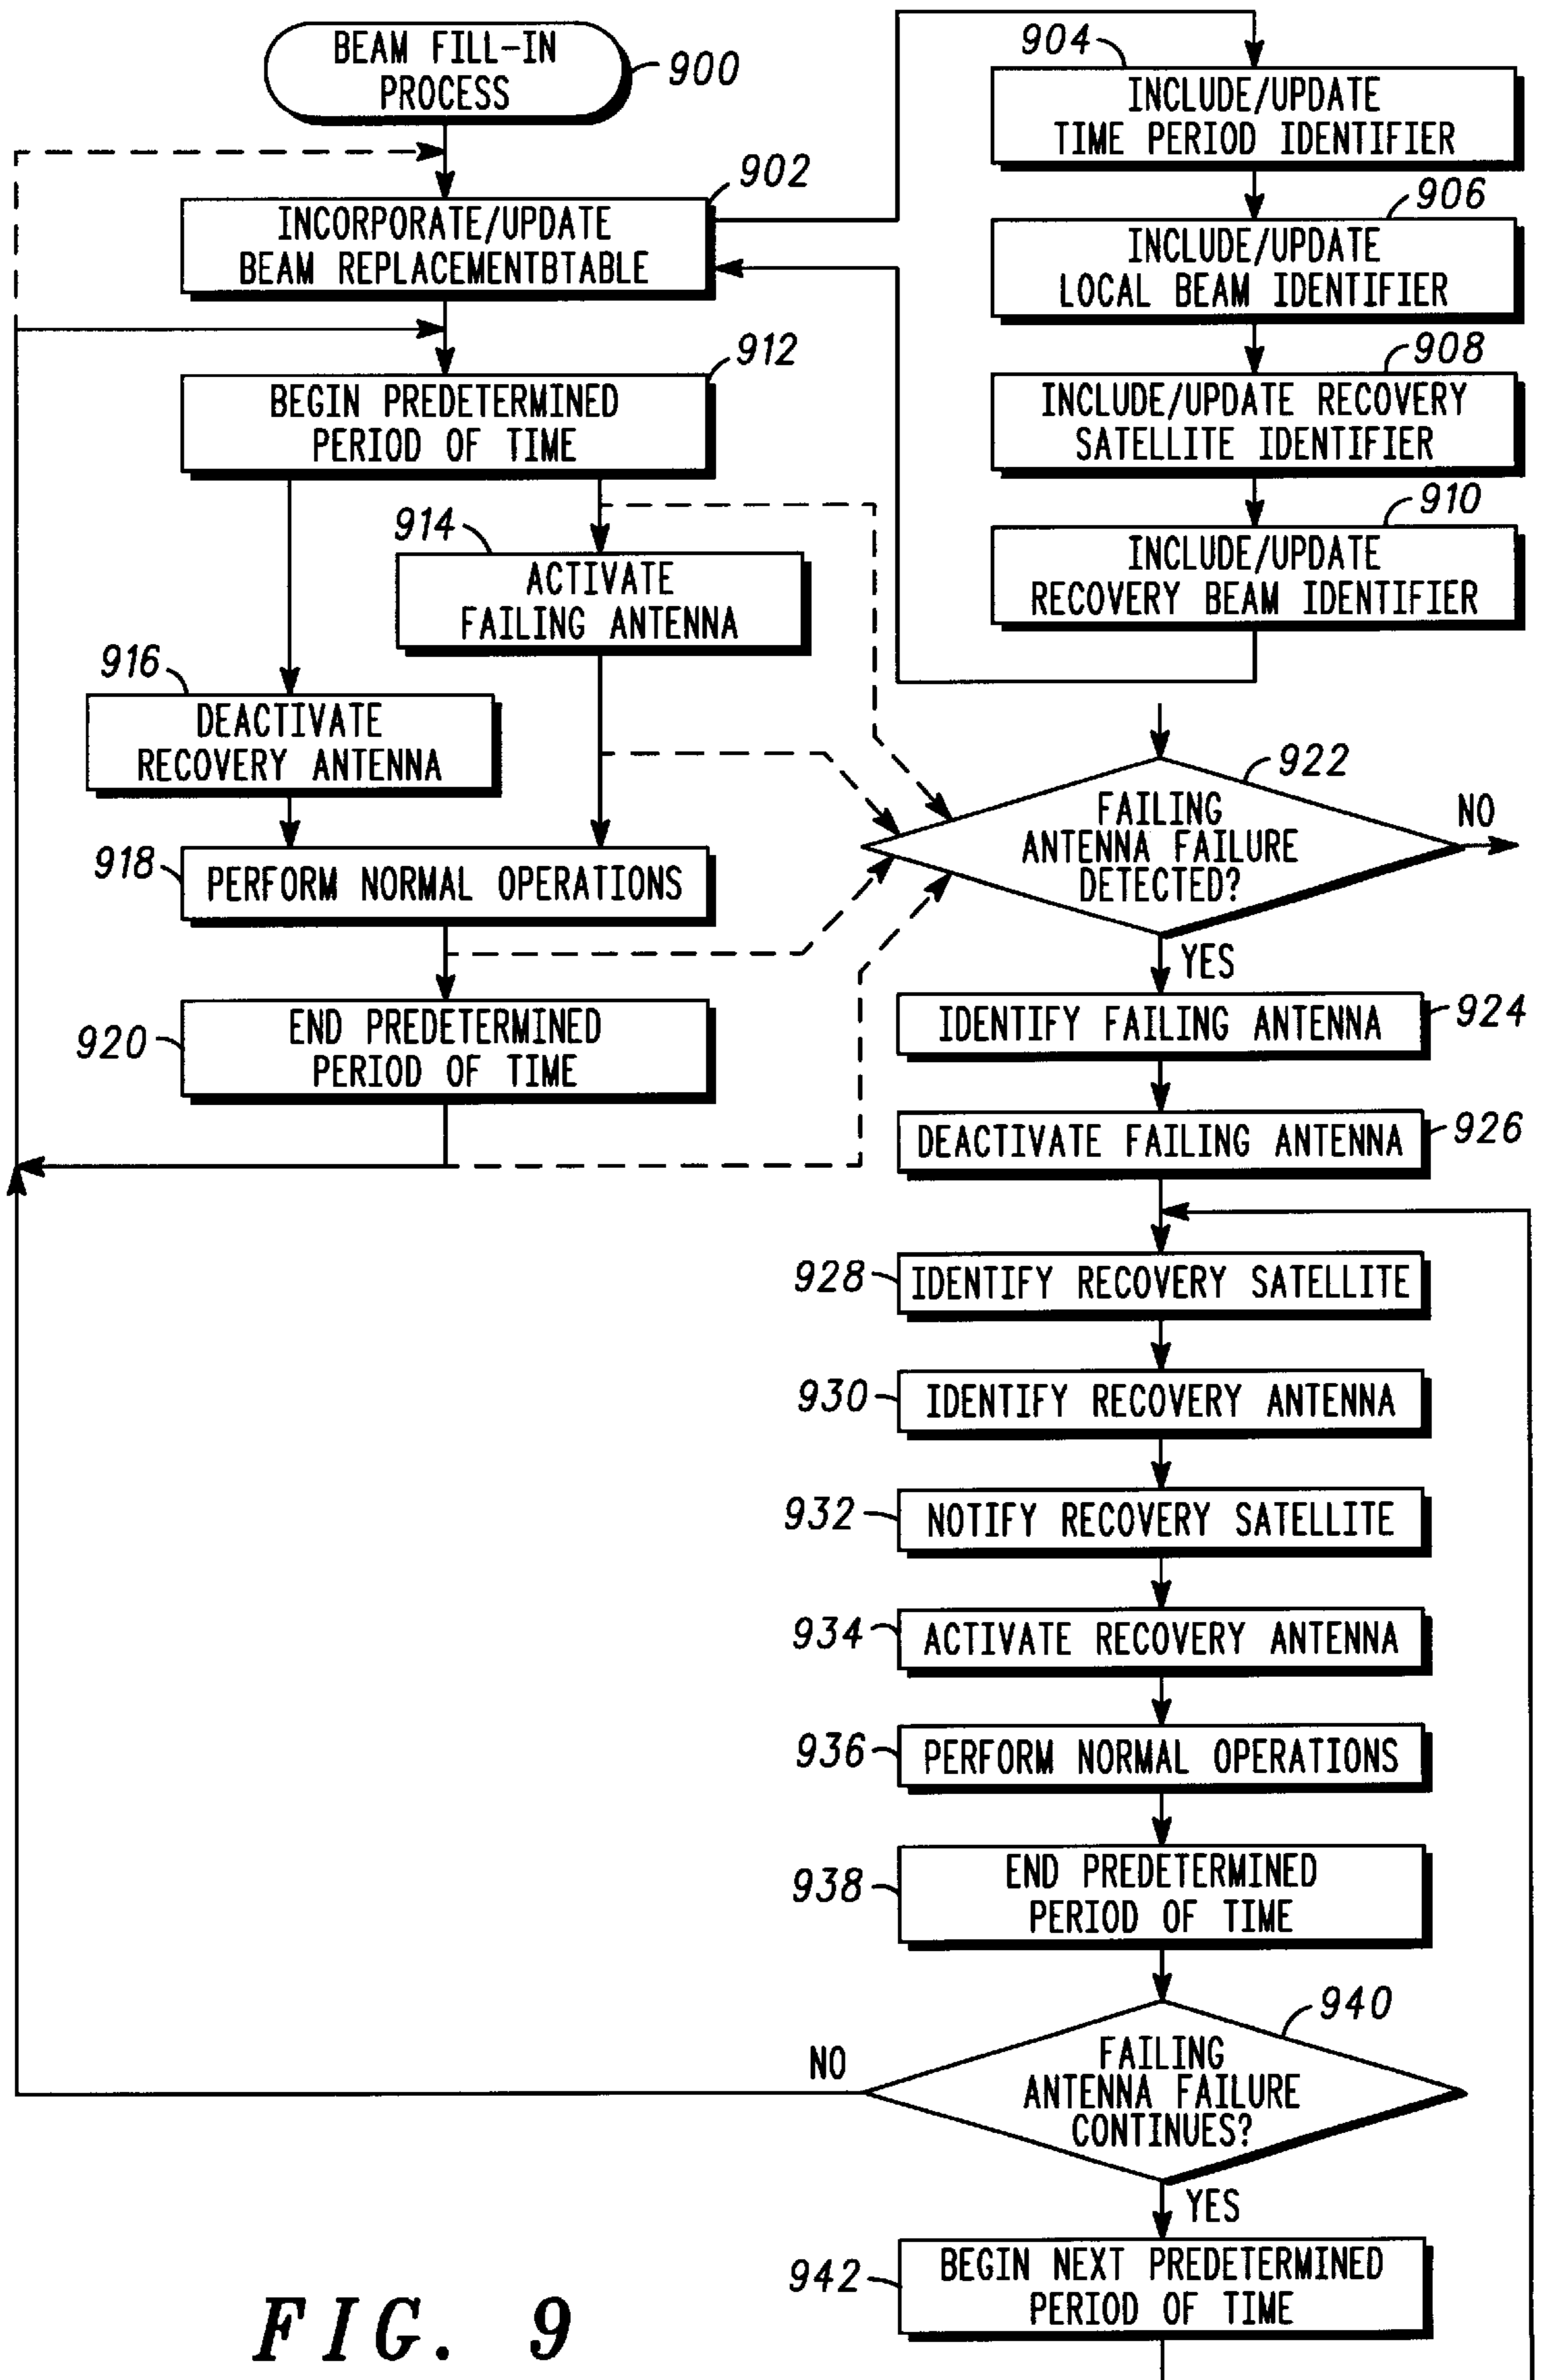 BEAM FILL-IN
PROCESS
900
902
INCORPORATE/UPDATE
BEAM REPLACEMENTBTABLE
904
INCLUDE/UPDATE
TIME PERIOD IDENTIFIER
906
INCLUDE/UPDATE
LOCAL BEAM IDENTIFIER
908
INCLUDE/UPDATE RECOVERY
SATELLITE IDENTIFIER
910
INCLUDE/UPDATE
RECOVERY BEAM IDENTIFIER
912
BEGIN PREDETERMINED
PERIOD OF TIME
914
ACTIVATE
FAILING ANTENNA
916
DEACTIVATE
RECOVERY ANTENNA
918
PERFORM NORMAL OPERATIONS
920
END PREDETERMINED
PERIOD OF TIME
922
FAILING
ANTENNA FAILURE
DETECTED?
NO
YES
IDENTIFY FAILING ANTENNA
924
DEACTIVATE FAILING ANTENNA
926
928
IDENTIFY RECOVERY SATELLITE
930
IDENTIFY RECOVERY ANTENNA
932
NOTIFY RECOVERY SATELLITE
934
ACTIVATE RECOVERY ANTENNA
936
PERFORM NORMAL OPERATIONS
938
END PREDETERMINED
PERIOD OF TIME
940
FAILING
ANTENNA FAILURE
CONTINUES?
NO
YES
942
BEGIN NEXT PREDETERMINED
PERIOD OF TIME
FIG. 9